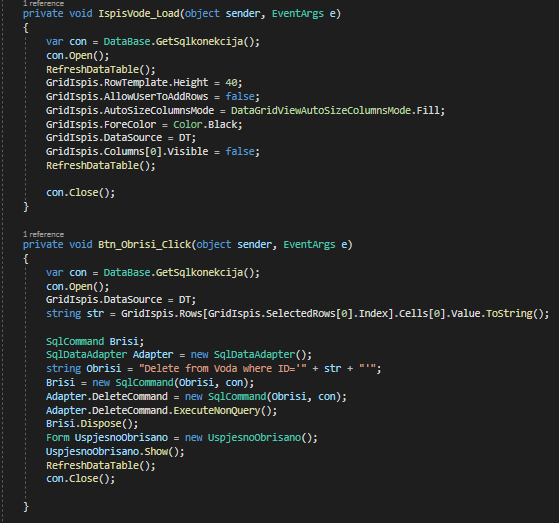 1 reference
private void IspisVode_Load(object sender, EventArgs e)
{
var con = DataBase.GetSqlkonekcija();
con.Open();
RefreshDataTable();
GridIspis.RowTemplate.Height = 40;
GridIspis.AllowUserToAddRows = false;
GridIspis.AutoSizeColumnsMode = DataGridViewAutoSizeColumnsMode.Fill;
GridIspis.ForeColor = Color.Black;
GridIspis.DataSource = DT;
GridIspis.Columns[0].Visible = false;
RefreshDataTable();
con.Close();
}
1 reference
private void Btn_Obrisi_Click(object sender, EventArgs e)
{
var con = DataBase.GetSqlkonekcija();
con.Open();
GridIspis.DataSource = DT;
string str = GridIspis.Rows[GridIspis.SelectedRows[0].Index].Cells[0].Value.ToString();
SqlCommand Brisi;
SqlDataAdapter Adapter = new SqlDataAdapter();
string Obrisi = "Delete from Voda where ID='" + str + "'";
Brisi = new SqlCommand(Obrisi, con);
Adapter.DeleteCommand = new SqlCommand(Obrisi, con);
Adapter.DeleteCommand.ExecuteNonQuery();
Brisi.Dispose();
Form UspjesnoObrisano = new UspjesnoObrisano();
UspjesnoObrisano.Show();
RefreshDataTable();
con.Close();
}